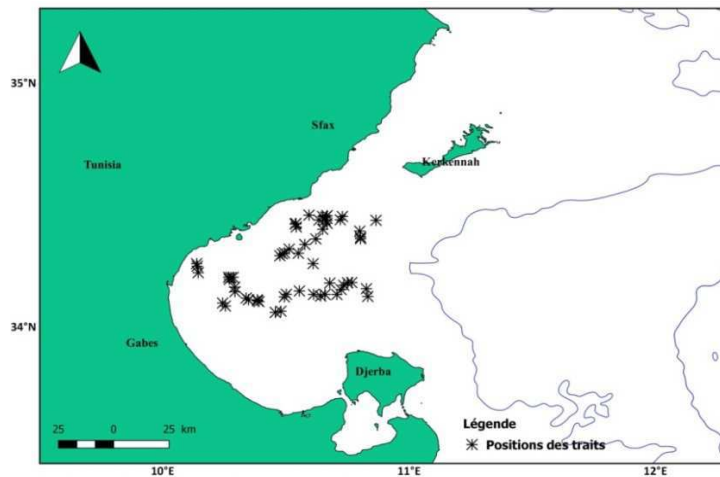 35°N
Sfax
Tunisia
Kerkennah
34°N
Gabes
Djerba
Légende
25 0 25 km
Positions des traits
10°E 11°E 12°E